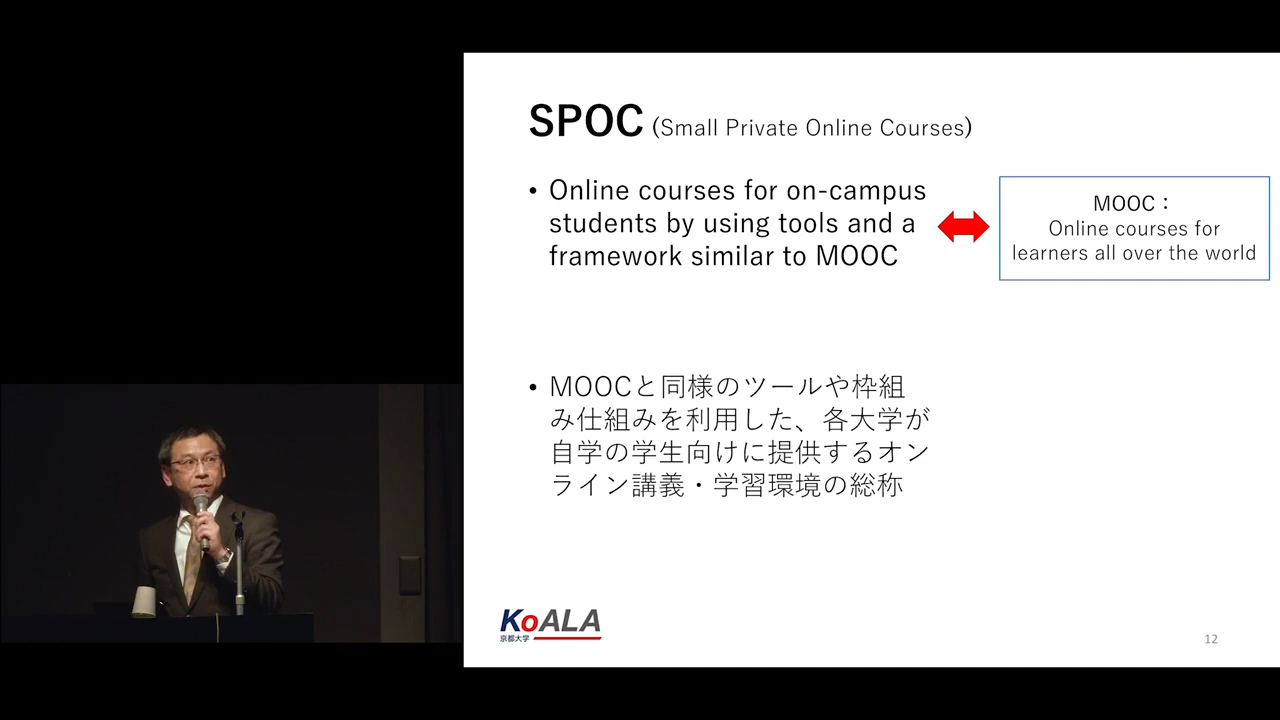 SPOC (Small Private Online Courses)
• Online courses for on-campus
students by using tools and a
framework similar to MOOC
MOOC：
Online courses for
learners all over the world
• MOOCと同様のツールや枠組
み仕組みを利用した、各大学が
自学の学生向けに提供するオン
ライン講義・学習環境の総称
KoALA
京都大学
12